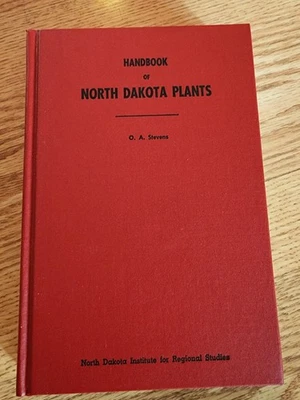 HANDBOOK
OF
NORTH DAKOTA PLANTS
O. A. Stevens
North Dakota Institute for Regional Studies